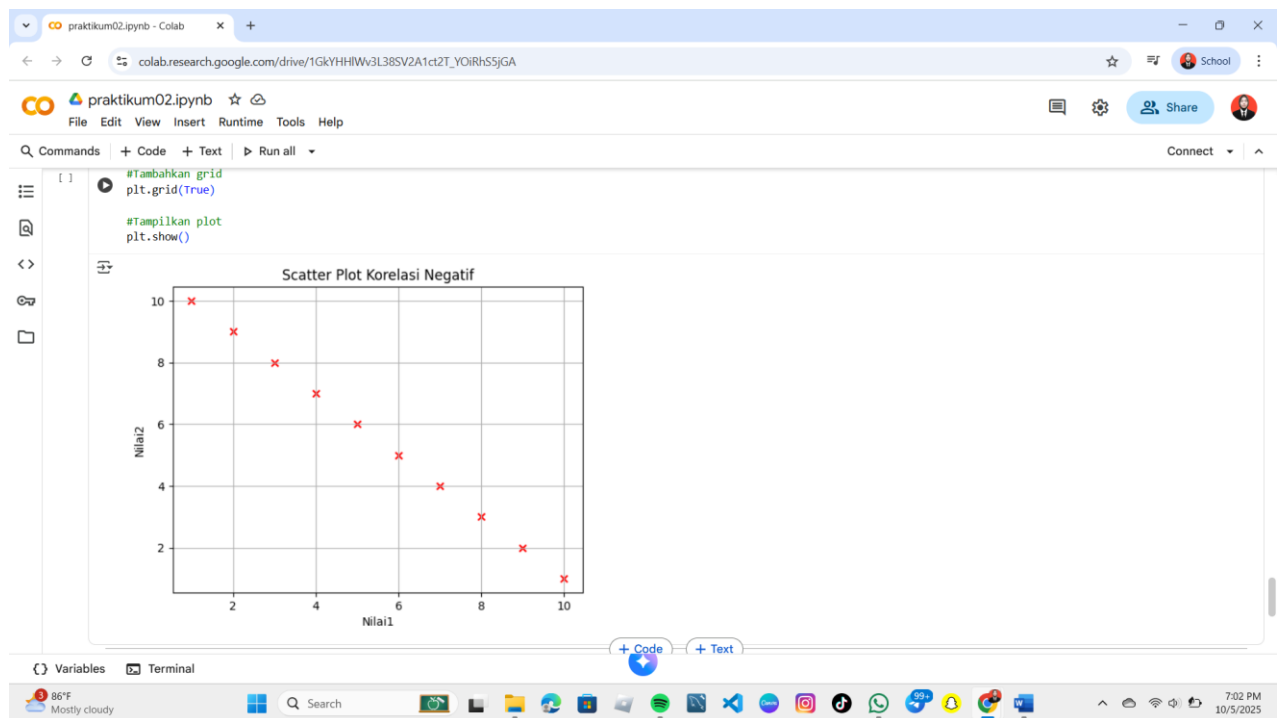 praktikum02.ipynb - Colab
colab.research.google.com/drive/1GkYHHlWv3L38SV2A1ct2T_YOiRhS5jGA
School
praktikum02.ipynb
Share
File Edit View Insert Runtime Tools Help
Commands + Code + Text Run all
Connect
[ ]
#Tambahkan grid
plt.grid(True)
#Tampilkan plot
plt.show()
Scatter Plot Korelasi Negatif
10
8
6
4
2
Nilai2
2 4 6 8 10
Nilai1
+ Code + Text
Variables Terminal
3
86°F
Mostly cloudy
Search
99+
7:02 PM
10/5/2025